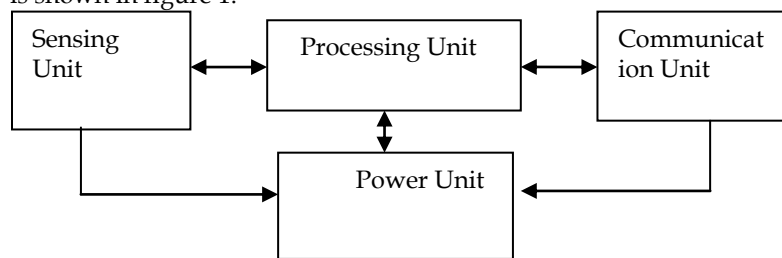 is shown in figure 1.
Sensing
Unit
Processing Unit
Communicat
ion Unit
Power Unit